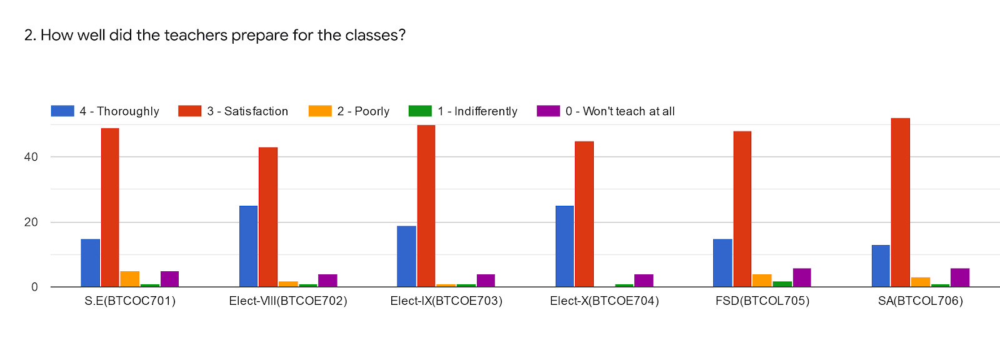 2. How well did the teachers prepare for the classes?
4 - Thoroughly 3 - Satisfaction 2 - Poorly 1 - Indifferently 0 - Won't teach at all
40
20
0
S.E(BTCOC701) Elect-VIII(BTCOE702) Elect-IX(BTCOE703) Elect-X(BTCOE704) FSD(BTCOL705) SA(BTCOL706)